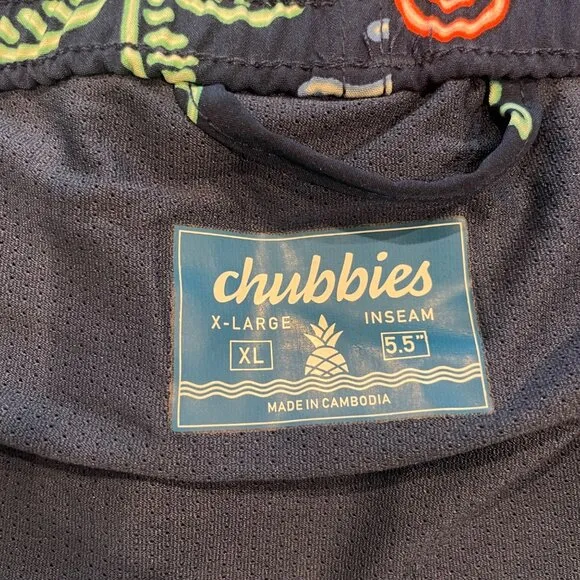 chubbies
X-LARGE INSEAM
XL 5.5"
MADE IN CAMBODIA